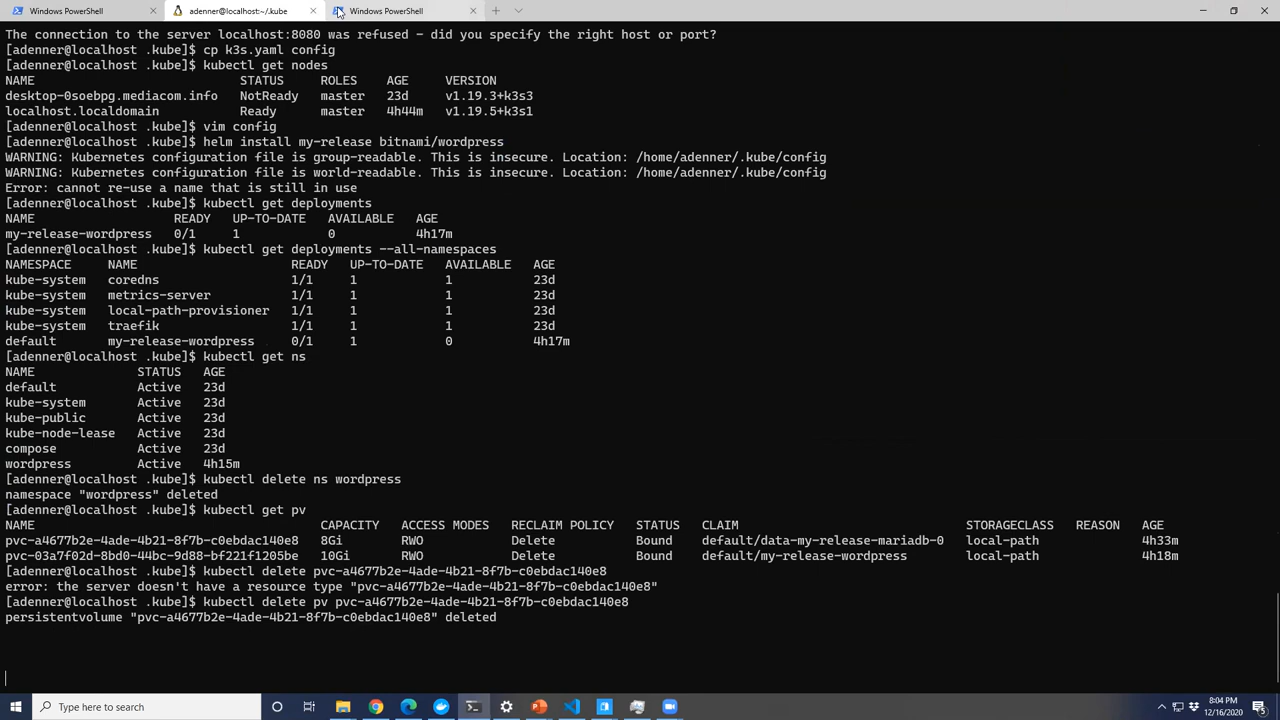 Windows PowerShell
adenner@localhost:~/.kube
Windows PowerShell
The connection to the server localhost:8080 was refused - did you specify the right host or port?
[adenner@localhost .kube]$ cp k3s.yaml config
[adenner@localhost .kube]$ kubectl get nodes
NAME STATUS ROLES AGE VERSION
desktop-0soebpg.mediacom.info NotReady master 23d v1.19.3+k3s3
localhost.localdomain Ready master 4h44m v1.19.5+k3s1
[adenner@localhost .kube]$ vim config
[adenner@localhost .kube]$ helm install my-release bitnami/wordpress
WARNING: Kubernetes configuration file is group-readable. This is insecure. Location: /home/adenner/.kube/config
WARNING: Kubernetes configuration file is world-readable. This is insecure. Location: /home/adenner/.kube/config
Error: cannot re-use a name that is still in use
[adenner@localhost .kube]$ kubectl get deployments
NAME READY UP-TO-DATE AVAILABLE AGE
my-release-wordpress 0/1 1 0 4h17m
[adenner@localhost .kube]$ kubectl get deployments --all-namespaces
NAMESPACE NAME READY UP-TO-DATE AVAILABLE AGE
kube-system coredns 1/1 1 1 23d
kube-system metrics-server 1/1 1 1 23d
kube-system local-path-provisioner 1/1 1 1 23d
kube-system traefik 1/1 1 1 23d
default my-release-wordpress 0/1 1 0 4h17m
[adenner@localhost .kube]$ kubectl get ns
NAME STATUS AGE
default Active 23d
kube-system Active 23d
kube-public Active 23d
kube-node-lease Active 23d
compose Active 23d
wordpress Active 4h15m
[adenner@localhost .kube]$ kubectl delete ns wordpress
namespace "wordpress" deleted
[adenner@localhost .kube]$ kubectl get pv
NAME CAPACITY ACCESS MODES RECLAIM POLICY STATUS CLAIM STORAGECLASS REASON AGE
pvc-a4677b2e-4ade-4b21-8f7b-c0ebdac140e8 8Gi RWO Delete Bound default/data-my-release-mariadb-0 local-path 4h33m
pvc-03a7f02d-8bd0-44bc-9d88-bf221f1205be 10Gi RWO Delete Bound default/my-release-wordpress local-path 4h18m
[adenner@localhost .kube]$ kubectl delete pvc-a4677b2e-4ade-4b21-8f7b-c0ebdac140e8
error: the server doesn't have a resource type "pvc-a4677b2e-4ade-4b21-8f7b-c0ebdac140e8"
[adenner@localhost .kube]$ kubectl delete pv pvc-a4677b2e-4ade-4b21-8f7b-c0ebdac140e8
persistentvolume "pvc-a4677b2e-4ade-4b21-8f7b-c0ebdac140e8" deleted
Type here to search
8:04 PM
12/16/2020